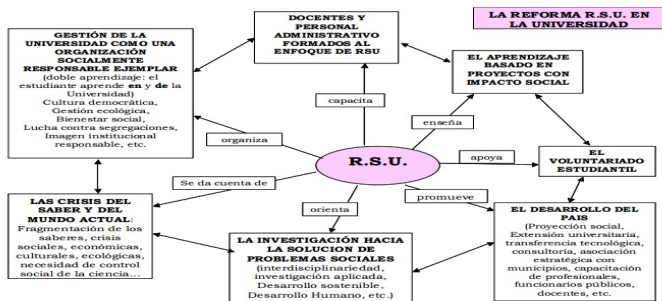 LA REFORMA R.S.U. EN
LA UNIVERSIDAD
DOCENTES Y
PERSONAL
ADMINISTRATIVO
FORMADOS AL
ENFOQUE DE RSU
GESTIÓN DE LA
UNIVERSIDAD COMO UNA
ORGANIZACIÓN
SOCIALMENTE
RESPONSABLE EJEMPLAR
(doble aprendizaje: el
estudiante aprende en y de la
Universidad)
Cultura democrática,
Gestión ecológica,
Bienestar social,
Lucha contra segregaciones,
Imagen institucional
responsable, etc.
EL APRENDIZAJE
BASADO EN
PROYECTOS CON
IMPACTO SOCIAL
capacita
enseña
organiza
R.S.U.
apoya
EL
VOLUNTARIADO
ESTUDIANTIL
Se da cuenta de
promueve
orienta
LAS CRISIS DEL
SABER Y DEL
MUNDO ACTUAL:
Fragmentación de los
saberes, crisis
sociales, económicas,
culturales, ecológicas,
necesidad de control
social de la ciencia...
LA INVESTIGACIÓN HACIA
LA SOLUCION DE
PROBLEMAS SOCIALES
(interdisciplinariedad,
investigación aplicada,
Desarrollo sostenible,
Desarrollo Humano, etc.)
EL DESARROLLO DEL
PAIS
(Proyección social,
Extensión universitaria,
transferencia tecnológica,
consultoría, asociación
estratégica con
municipios, capacitación
de profesionales,
funcionarios públicos,
docentes, etc.